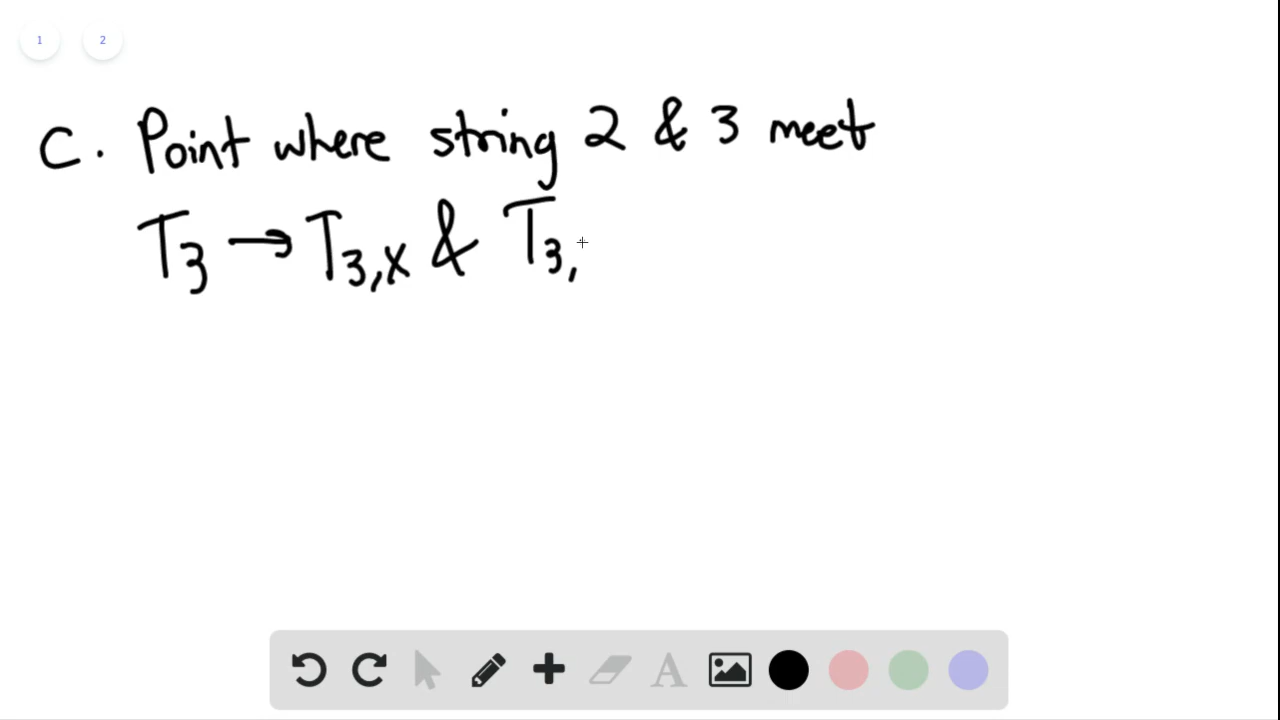 1 2
C. Point where string 2 & 3 meet
T3 → T3,x & T3,
A